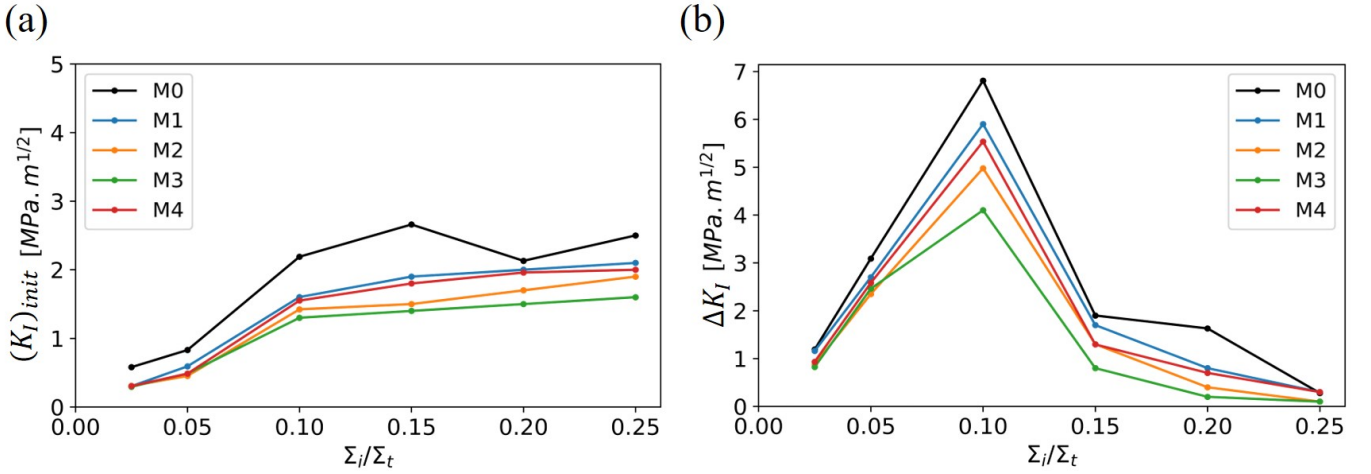 (a)
(K_I)_init [MPa.m^1/2]
5
4
3
2
1
0
M0
M1
M2
M3
M4
0.00 0.05 0.10 0.15 0.20 0.25
Σ_i/Σ_t
(b)
ΔK_I [MPa.m^1/2]
7
6
5
4
3
2
1
0
M0
M1
M2
M3
M4
0.00 0.05 0.10 0.15 0.20 0.25
Σ_i/Σ_t